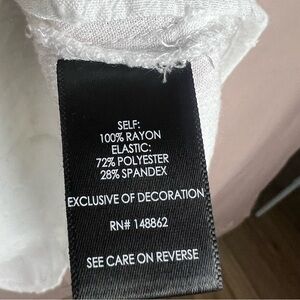 SELF:
100% RAYON
ELASTIC:
72% POLYESTER
28% SPANDEX
EXCLUSIVE OF DECORATION
RN# 148862
SEE CARE ON REVERSE